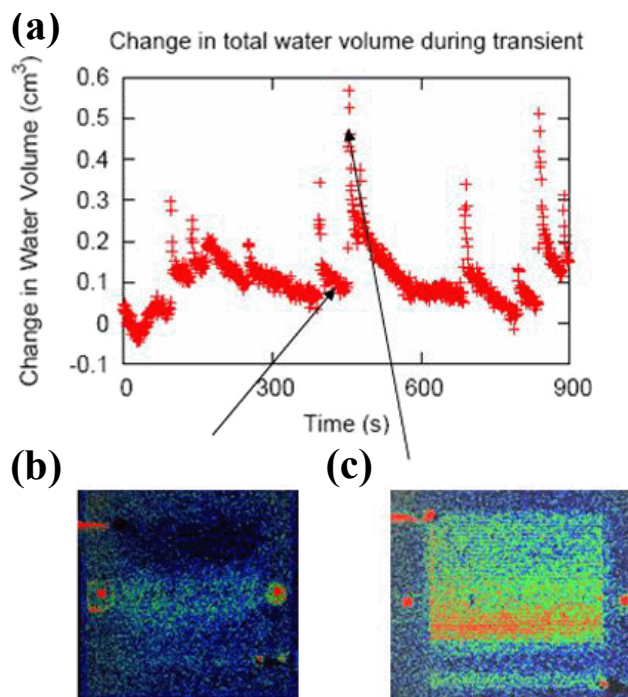 (a)
Change in total water volume during transient
Change in Water Volume (cm³)
0.6
0.5
0.4
0.3
0.2
0.1
0
-0.1
0
300
600
900
Time (s)
(b)
(c)